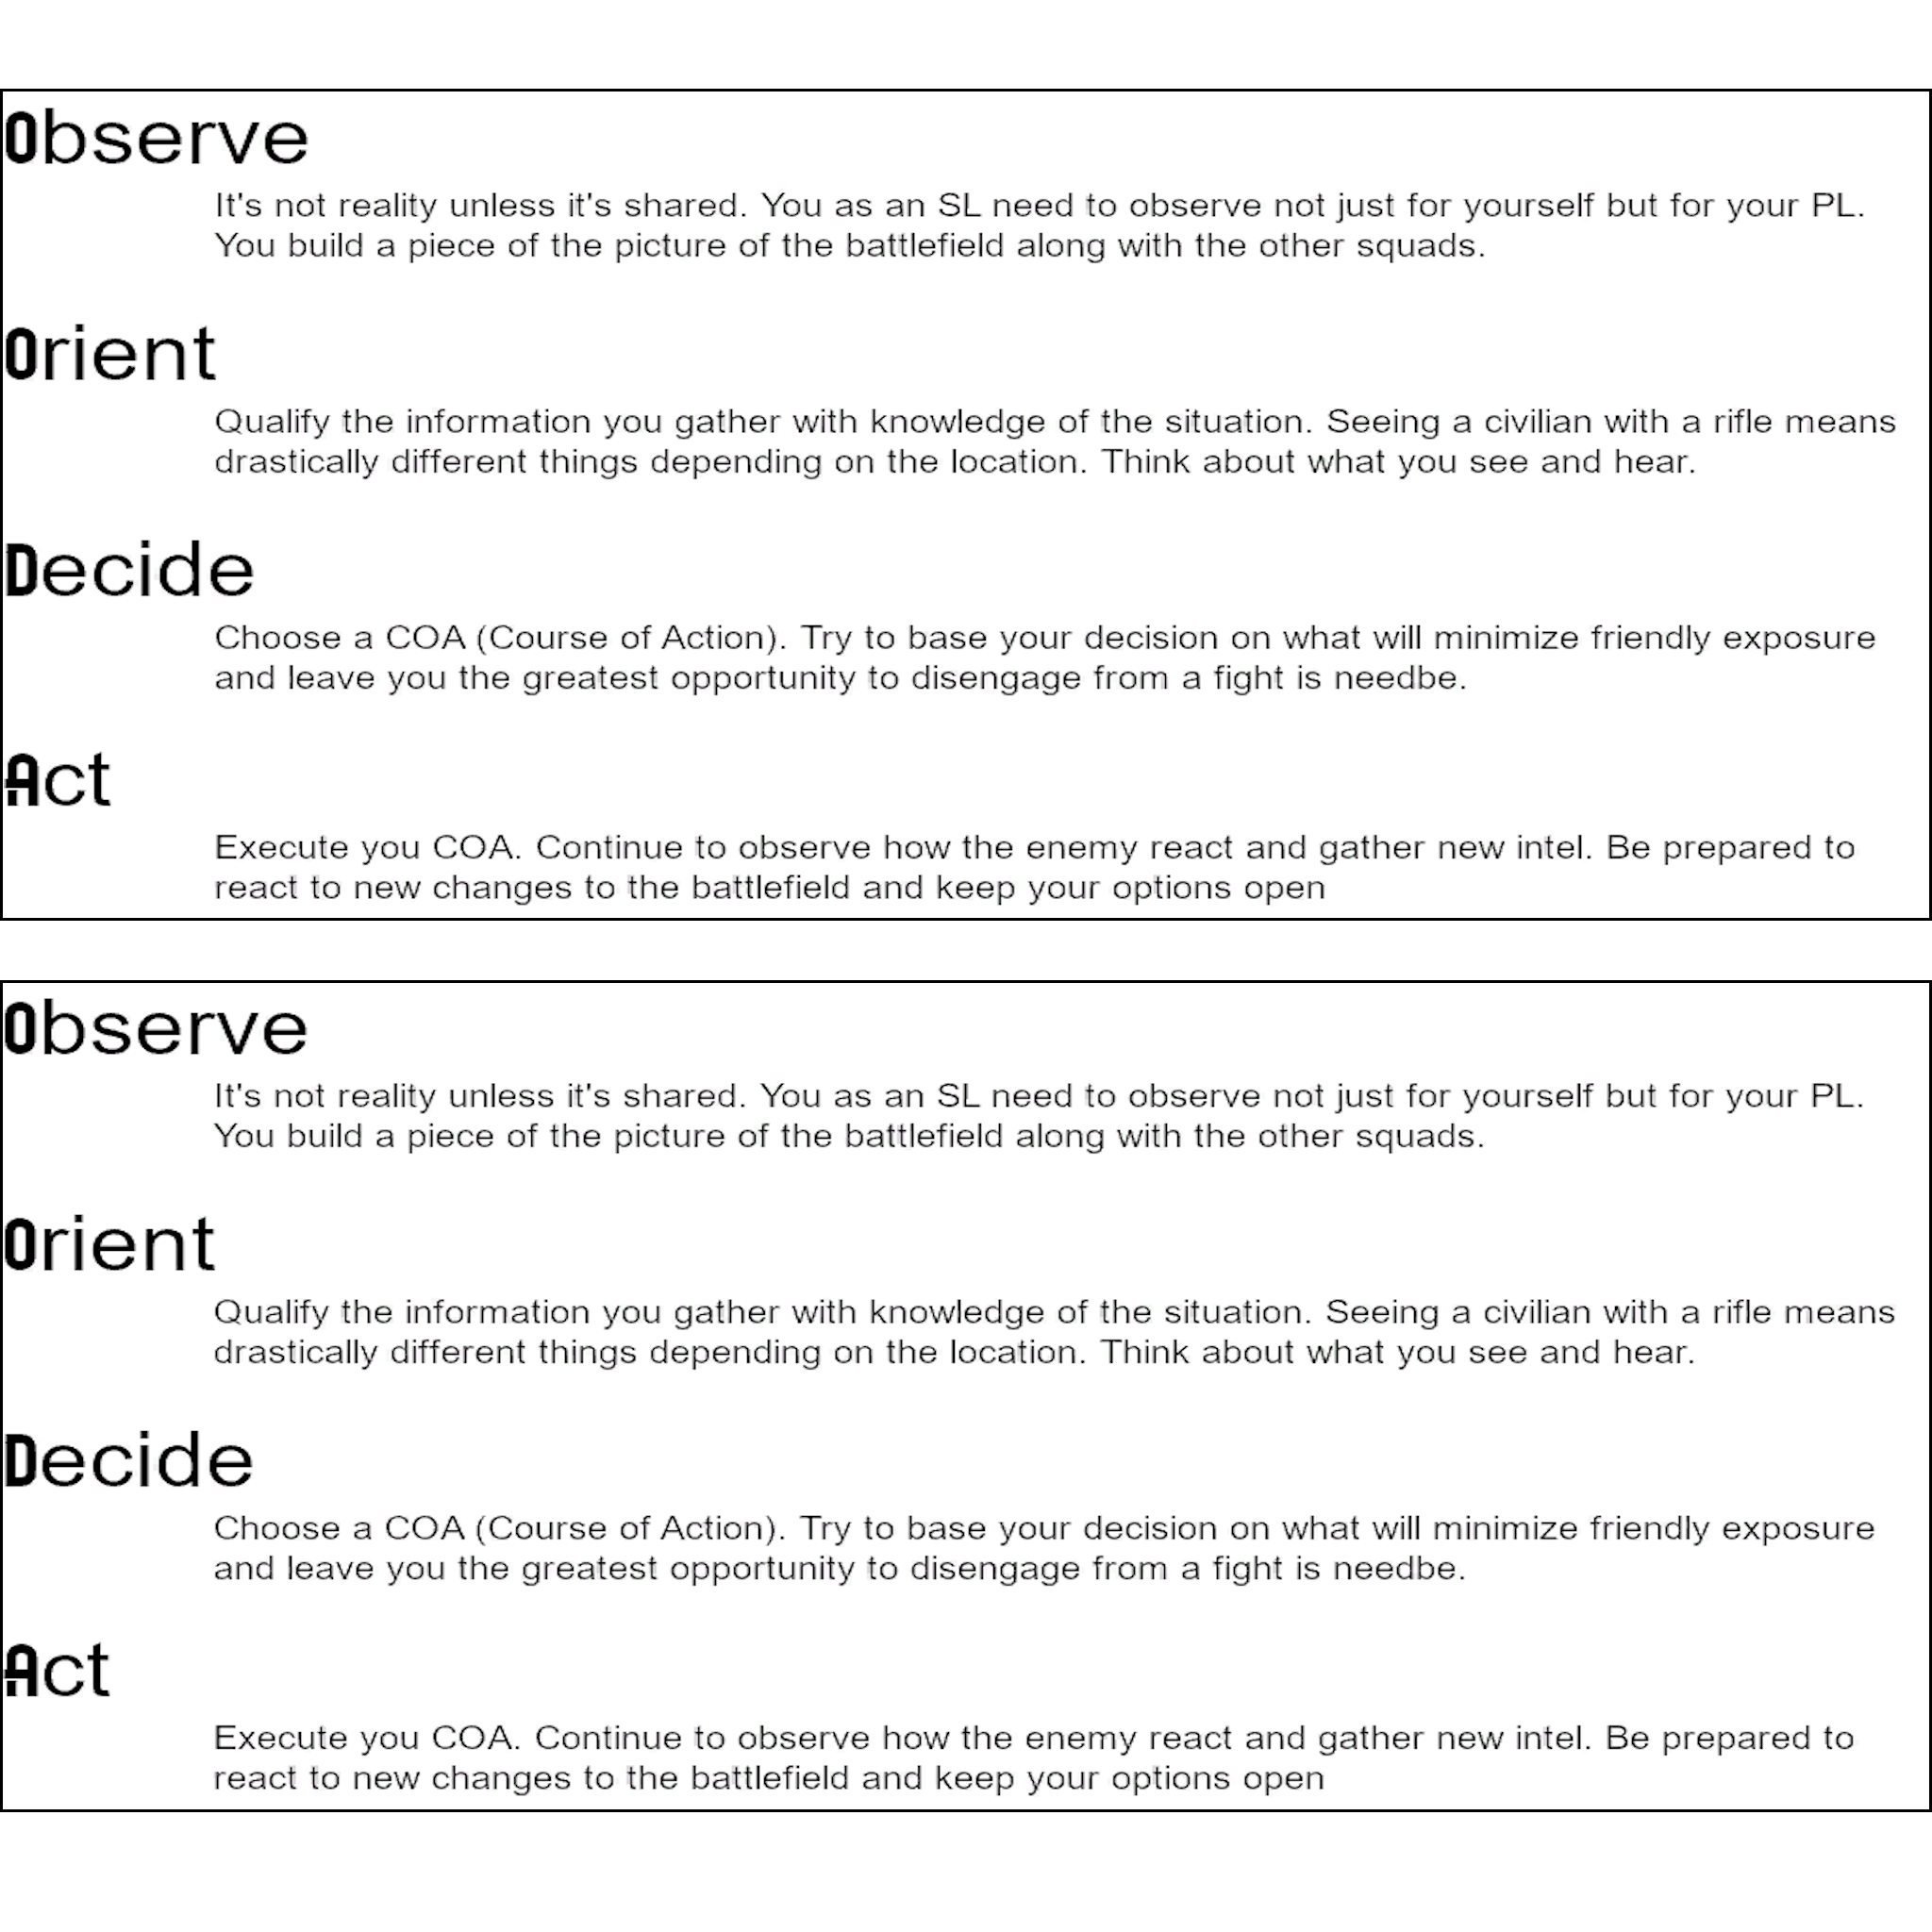 Observe
It's not reality unless it's shared. You as an SL need to observe not just for yourself but for your PL.
You build a piece of the picture of the battlefield along with the other squads.
Orient
Qualify the information you gather with knowledge of the situation. Seeing a civilian with a rifle means
drastically different things depending on the location. Think about what you see and hear.
Decide
Choose a COA (Course of Action). Try to base your decision on what will minimize friendly exposure
and leave you the greatest opportunity to disengage from a fight is needbe.
Act
Execute you COA. Continue to observe how the enemy react and gather new intel. Be prepared to
react to new changes to the battlefield and keep your options open
Observe
It's not reality unless it's shared. You as an SL need to observe not just for yourself but for your PL.
You build a piece of the picture of the battlefield along with the other squads.
Orient
Qualify the information you gather with knowledge of the situation. Seeing a civilian with a rifle means
drastically different things depending on the location. Think about what you see and hear.
Decide
Choose a COA (Course of Action). Try to base your decision on what will minimize friendly exposure
and leave you the greatest opportunity to disengage from a fight is needbe.
Act
Execute you COA. Continue to observe how the enemy react and gather new intel. Be prepared to
react to new changes to the battlefield and keep your options open